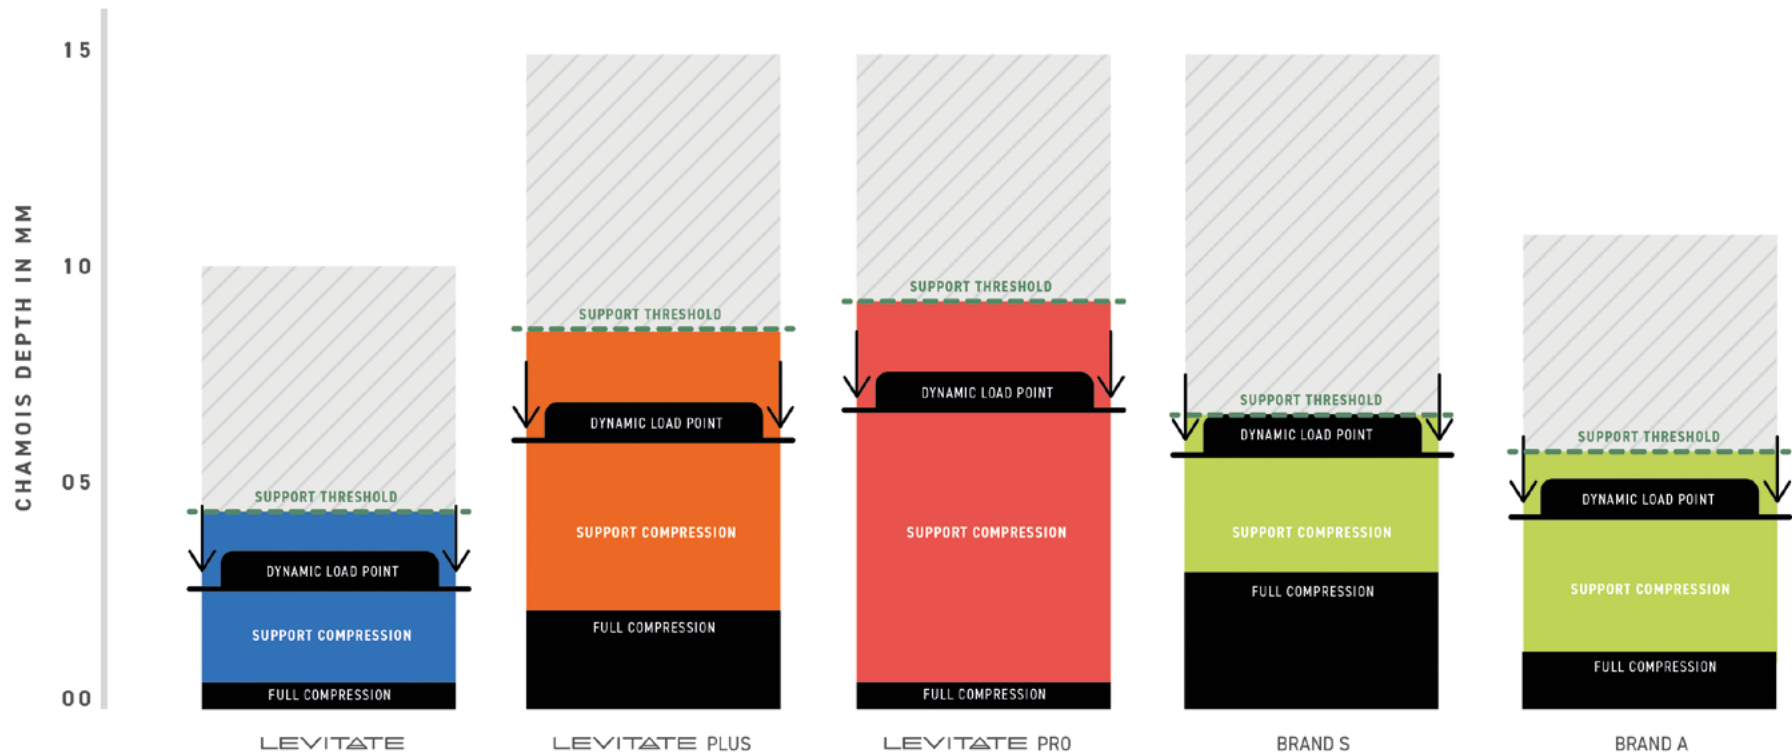 CHAMOIS DEPTH IN MM
15
10
05
00
SUPPORT THRESHOLD
DYNAMIC LOAD POINT
SUPPORT COMPRESSION
FULL COMPRESSION
LEVITATE
SUPPORT THRESHOLD
DYNAMIC LOAD POINT
SUPPORT COMPRESSION
FULL COMPRESSION
LEVITATE PLUS
SUPPORT THRESHOLD
DYNAMIC LOAD POINT
SUPPORT COMPRESSION
FULL COMPRESSION
LEVITATE PRO
SUPPORT THRESHOLD
DYNAMIC LOAD POINT
SUPPORT COMPRESSION
FULL COMPRESSION
BRAND S
SUPPORT THRESHOLD
DYNAMIC LOAD POINT
SUPPORT COMPRESSION
FULL COMPRESSION
BRAND A